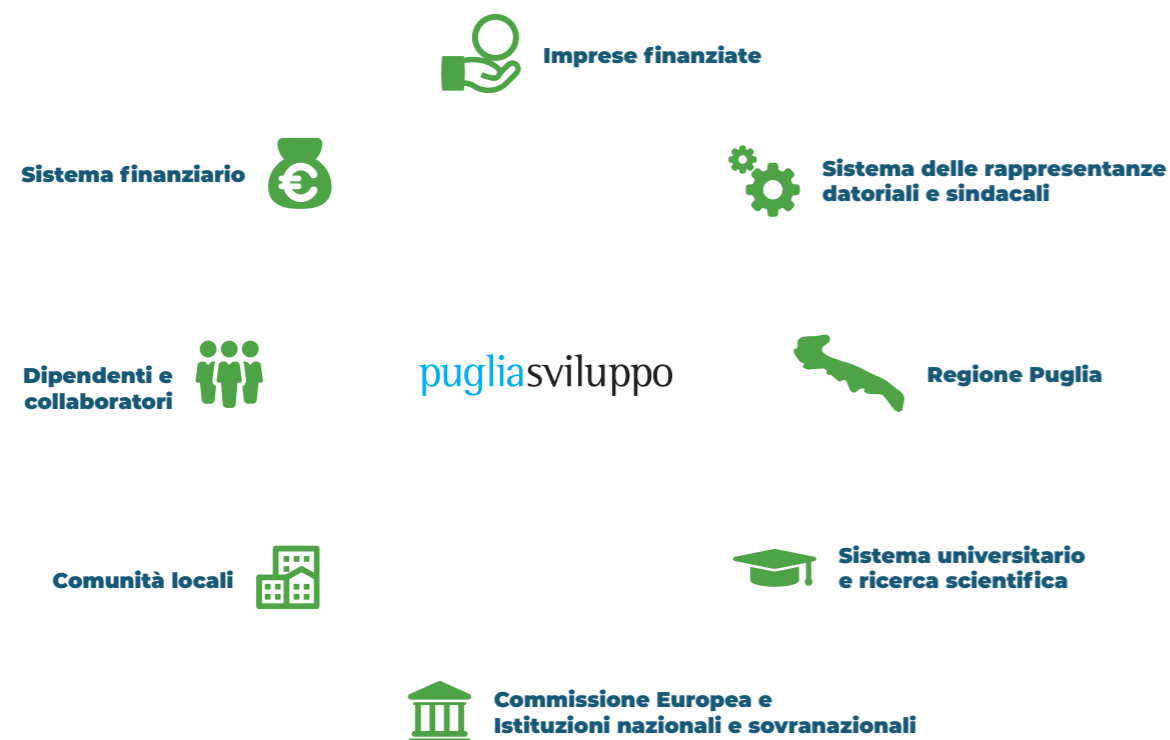 Imprese finanziate
Sistema finanziario
Sistema delle rappresentanze
datoriali e sindacali
Dipendenti e
collaboratori
pugliasviluppo
Regione Puglia
Comunità locali
Sistema universitario
e ricerca scientifica
Commissione Europea e
Istituzioni nazionali e sovranazionali